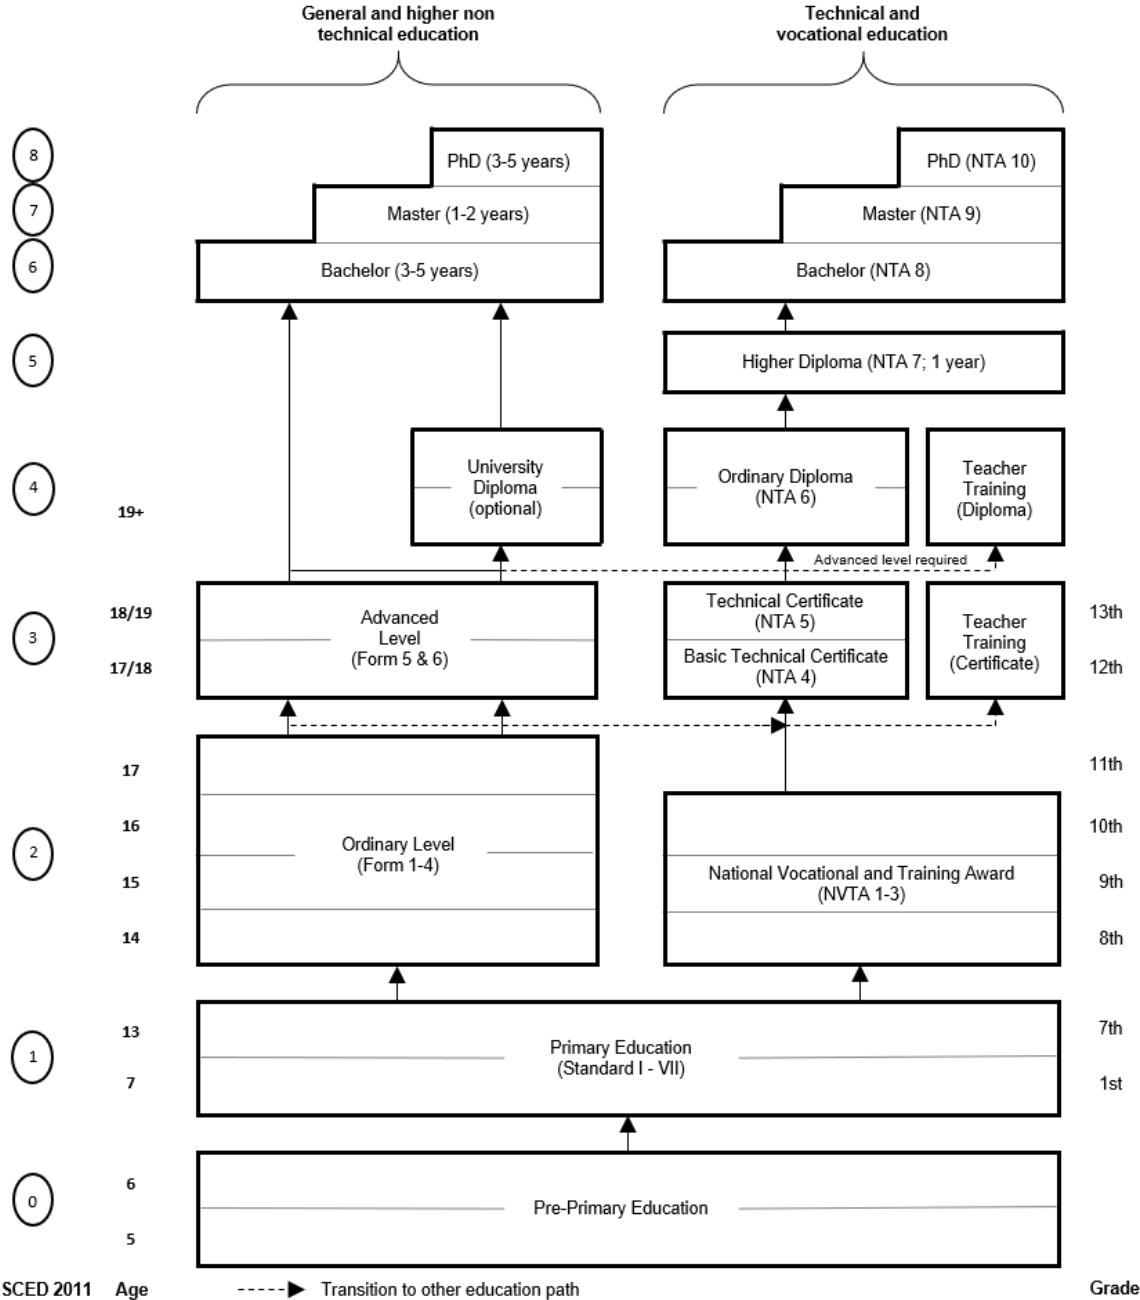 General and higher non
technical education
Technical and
vocational education
8
PhD (3-5 years)
PhD (NTA 10)
7
Master (1-2 years)
Master (NTA 9)
6
Bachelor (3-5 years)
Bachelor (NTA 8)
5
Higher Diploma (NTA 7; 1 year)
4
19+
University
Diploma
(optional)
Ordinary Diploma
(NTA 6)
Teacher
Training
(Diploma)
Advanced level required
3
18/19
17/18
Advanced
Level
(Form 5 & 6)
Technical Certificate
(NTA 5)
Basic Technical Certificate
(NTA 4)
Teacher
Training
(Certificate)
13th
12th
2
17
16
15
14
Ordinary Level
(Form 1-4)
National Vocational and Training Award
(NVTA 1-3)
11th
10th
9th
8th
1
13
7
Primary Education
(Standard I - VII)
7th
1st
0
6
5
Pre-Primary Education
SCED 2011
Age
Transition to other education path
Grade